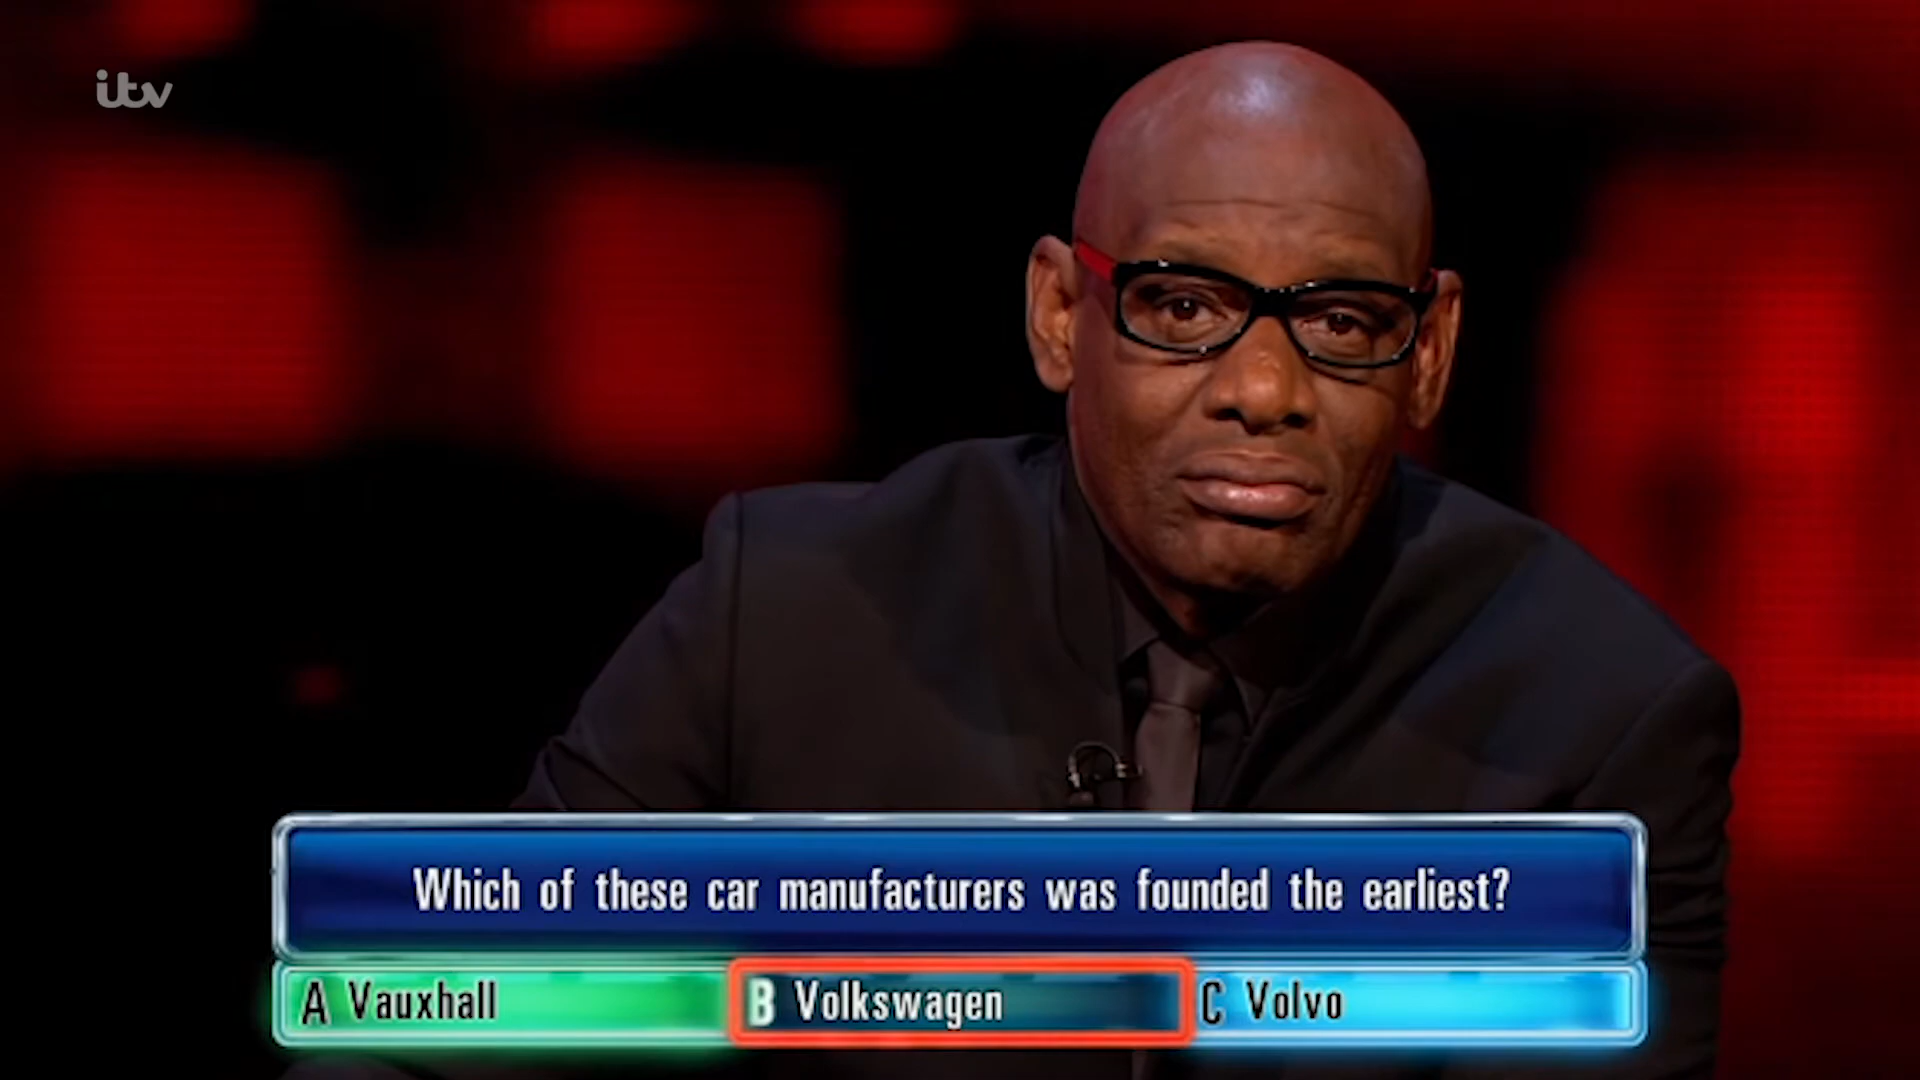 itv
Which of these car manufacturers was founded the earliest?
A Vauxhall
B Volkswagen
C Volvo